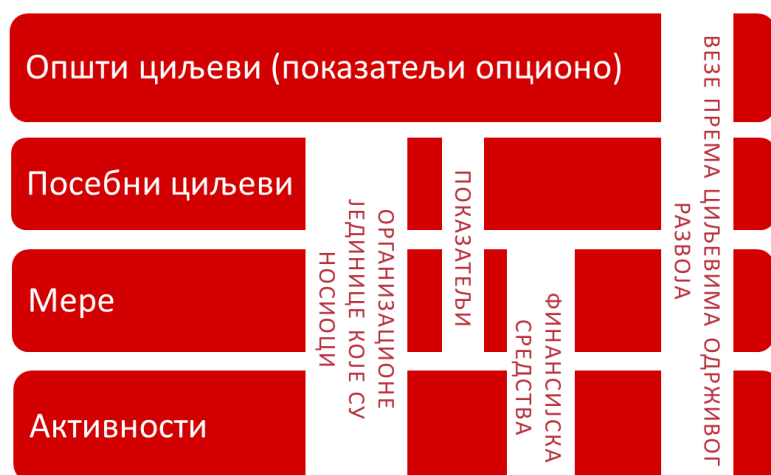 Општи циљеви (показатељи опционо)
Посебни циљеви
Мере
Активности
ОРГАНИЗАЦИОНЕ
ЈЕДИНИЦЕ КОЈЕ СУ
НОСИОЦИ
ПОКАЗАТЕЉИ
ФИНАНСИЈСКА
СРЕДСТВА
ВЕЗЕ ПРЕМА ЦИЉЕВИМА ОДРЖИВОГ
РАЗВОЈА